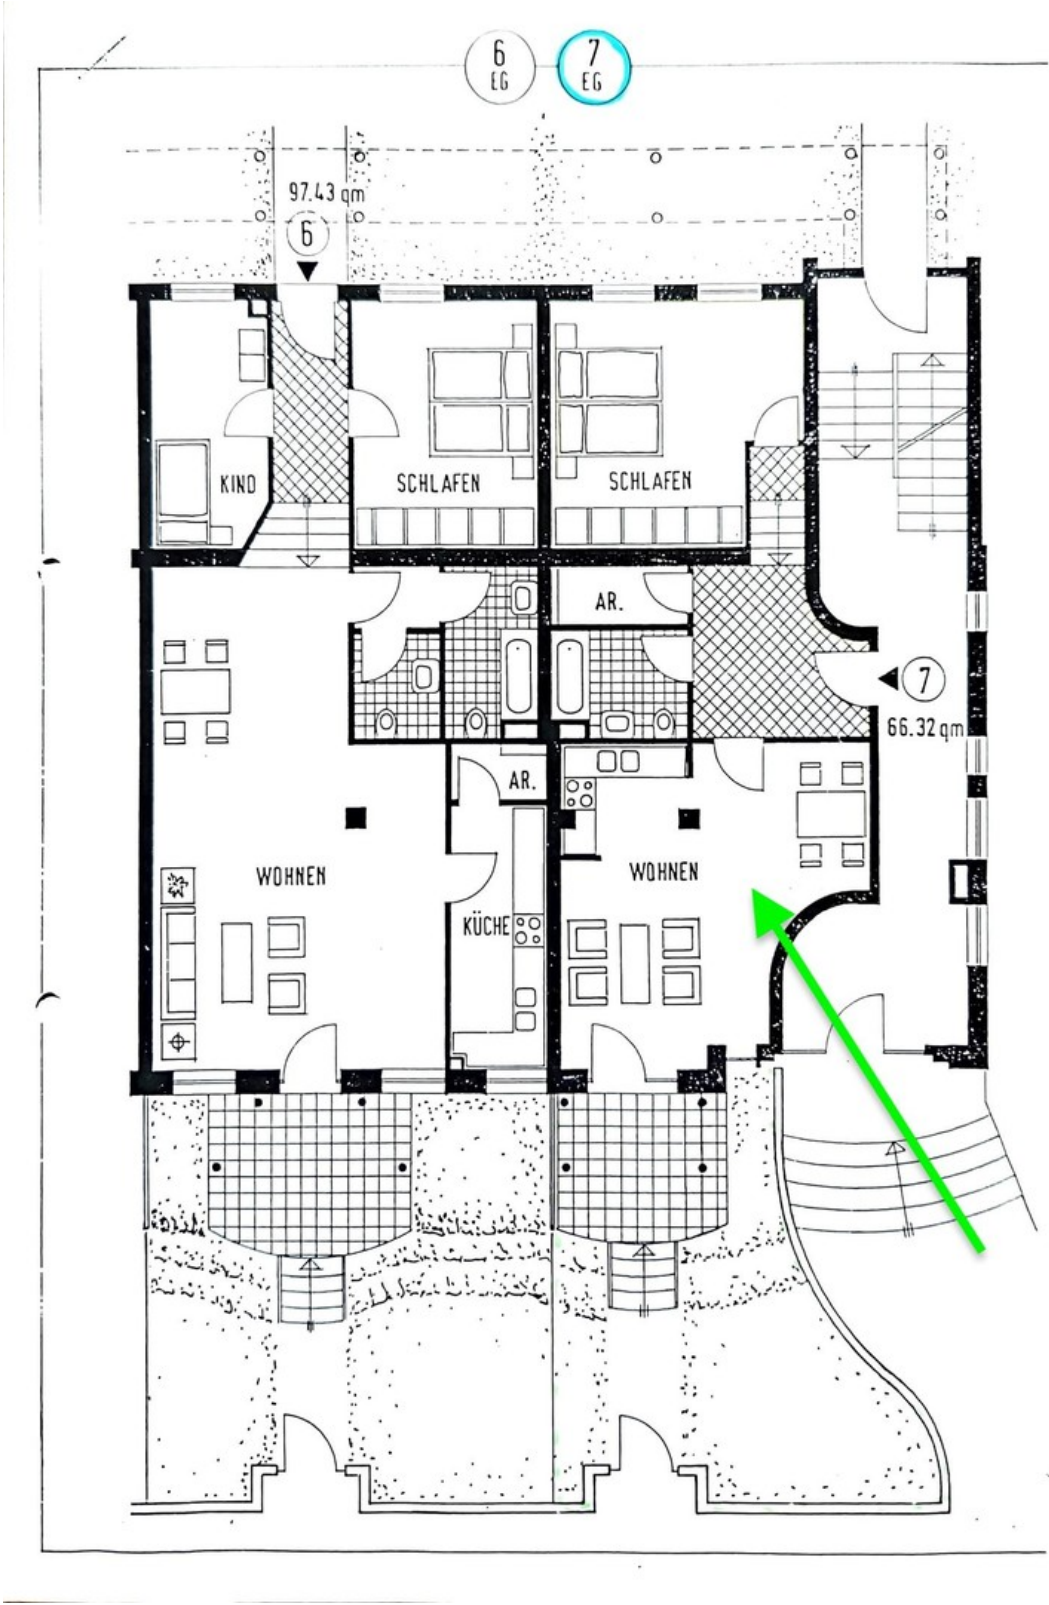 6
EG
7
EG
97.43 qm
6
KIND
SCHLAFEN
SCHLAFEN
AR.
7
66.32 qm
AR.
WOHNEN
WOHNEN
KÜCHE